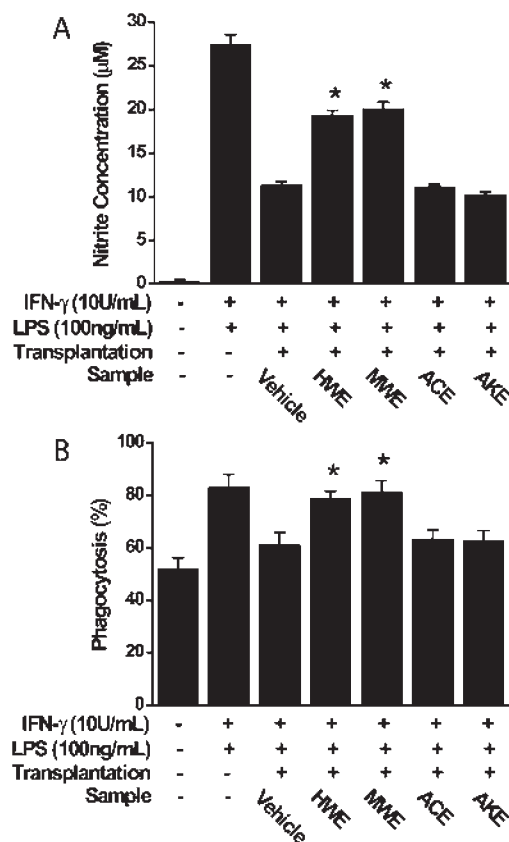 A
Nitrite Concentration (µM)
30
25
20
15
10
5
0
* *
IFN-γ (10U/mL) - + + + + + +
LPS (100ng/mL) - + + + + + +
Transplantation - - + + + + +
Sample - - Vehicle HWE MWE ACE AKE
B
Phagocytosis (%)
100
80
60
40
20
0
* *
IFN-γ (10U/mL) - + + + + + +
LPS (100ng/mL) - + + + + + +
Transplantation - - + + + + +
Sample - - Vehicle HWE MWE ACE AKE